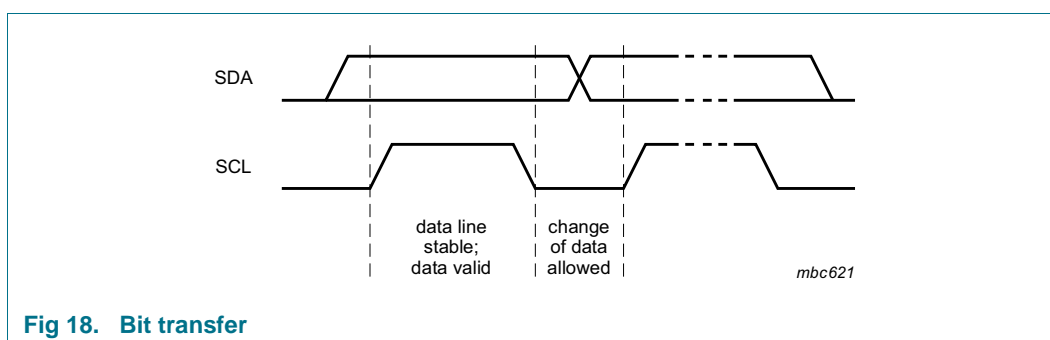 SDA
SCL
data line
stable;
data valid
change
of data
allowed
mbc621
Fig 18. Bit transfer